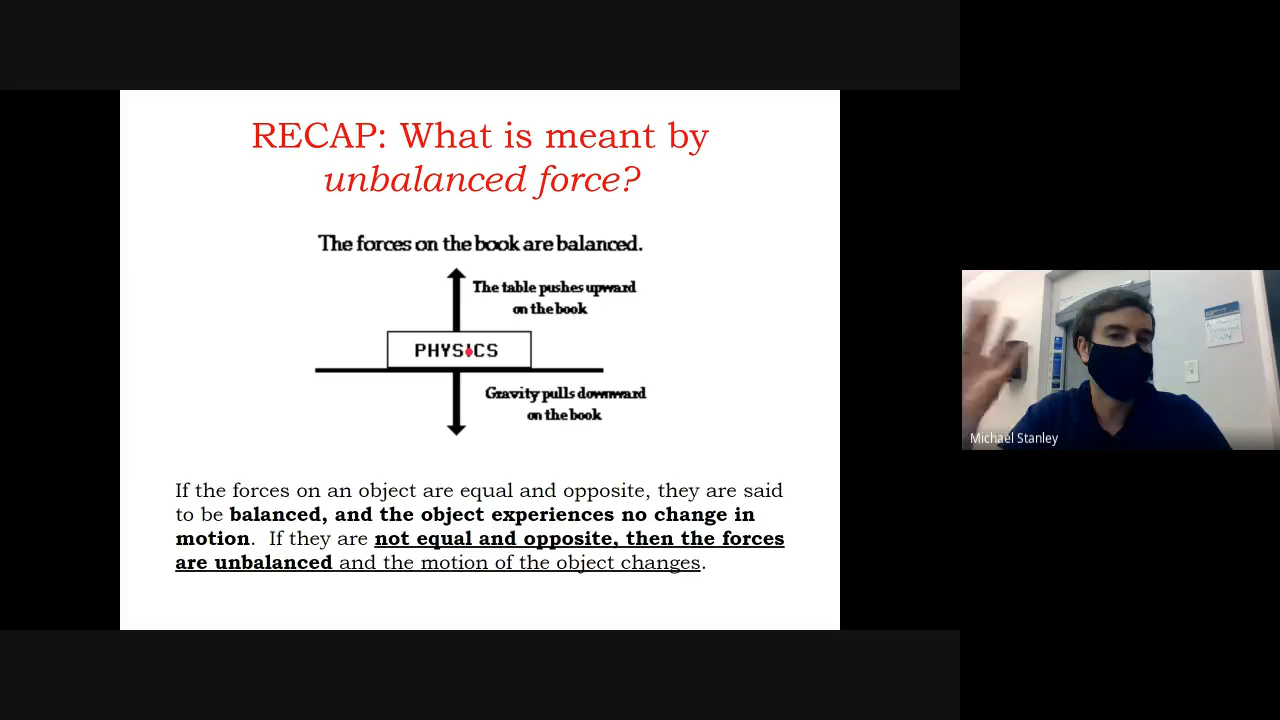 RECAP: What is meant by
unbalanced force?
The forces on the book are balanced.
The table pushes upward
on the book
PHYSICS
Gravity pulls downward
on the book
If the forces on an object are equal and opposite, they are said
to be balanced, and the object experiences no change in
motion.  If they are not equal and opposite, then the forces
are unbalanced and the motion of the object changes.
Michael Stanley